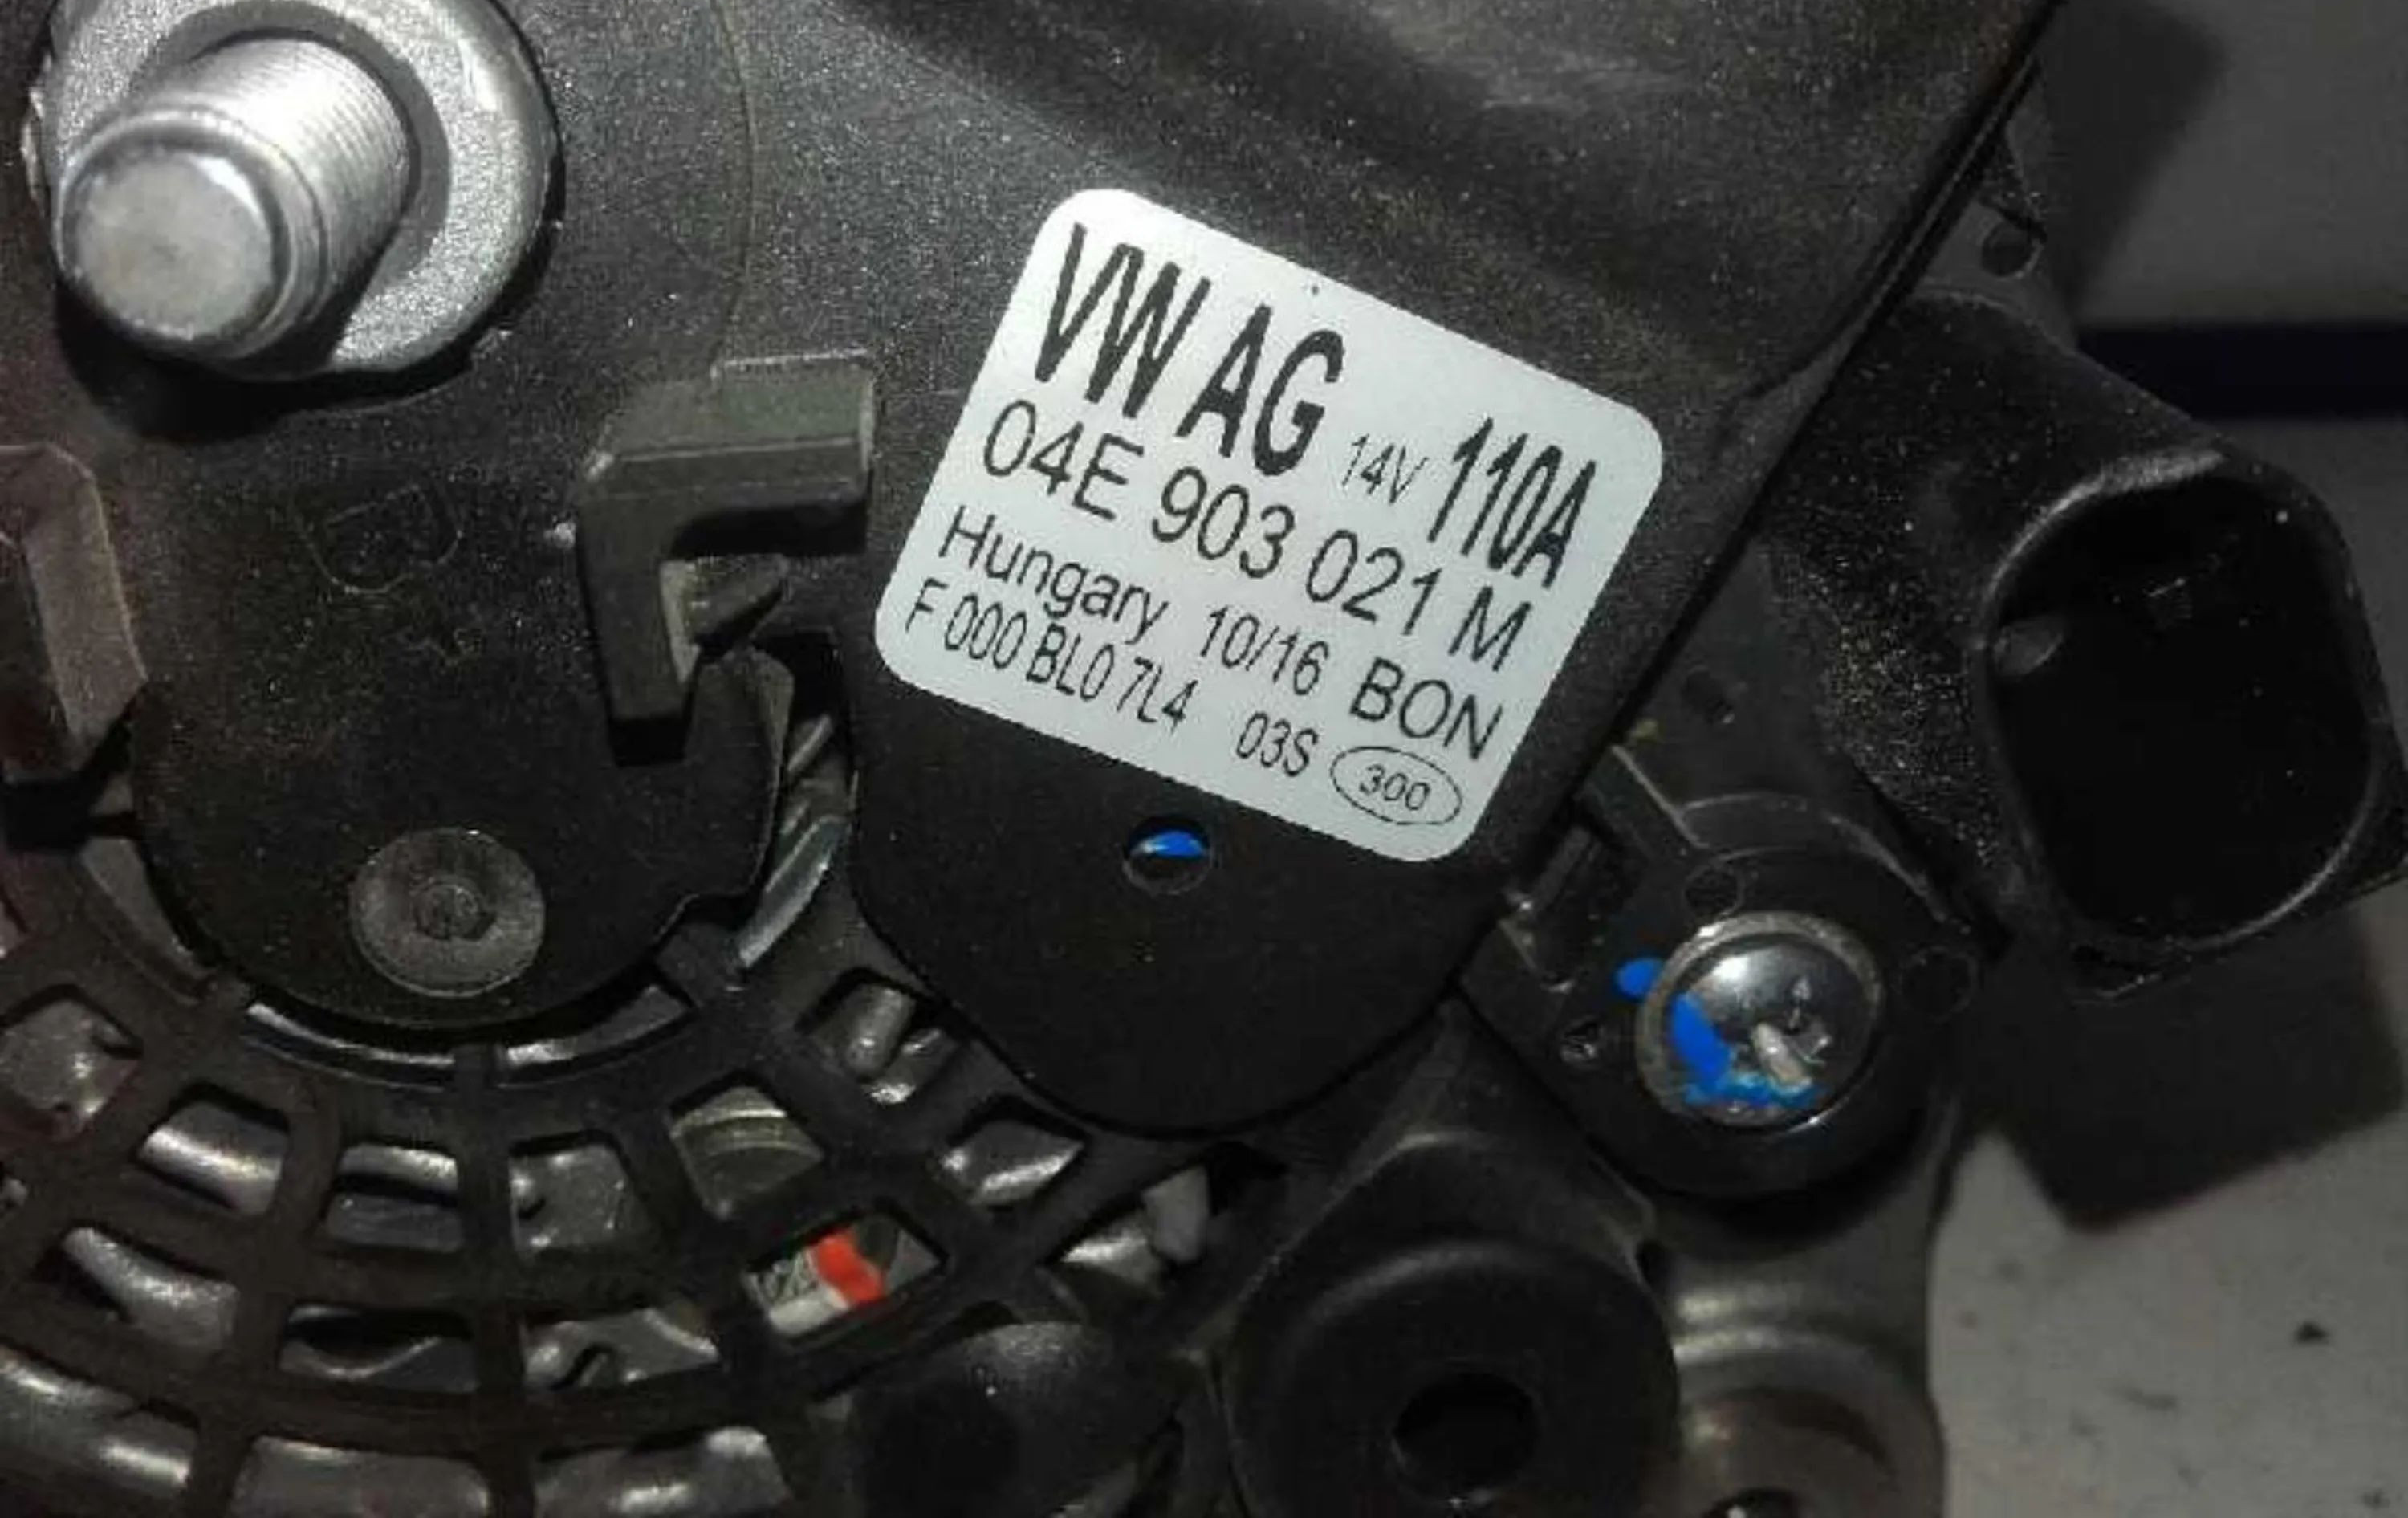 VW AG 14V 110A
04E 903 021 M
Hungary 10/16 BON
F 000 BL0 7L4 03S 300